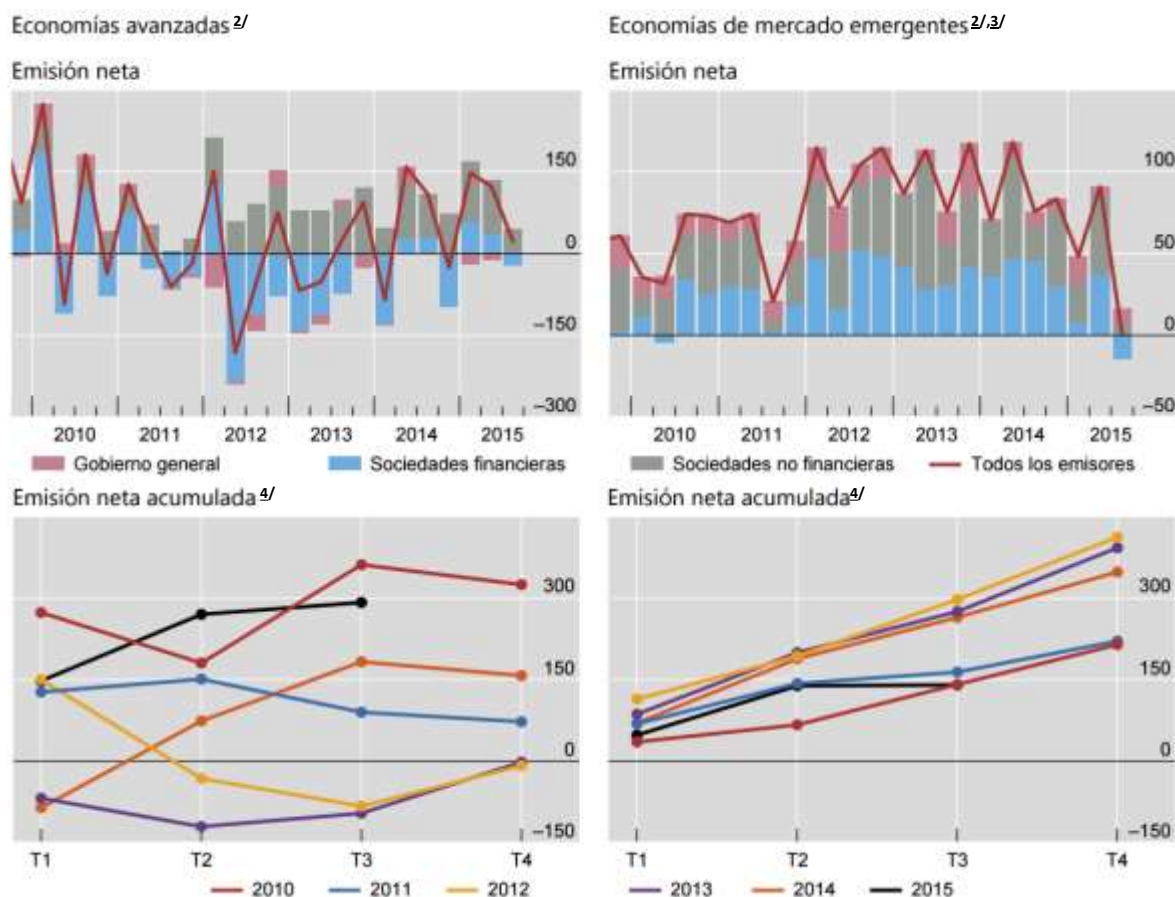 Economías avanzadas 2/
Economías de mercado emergentes 2/,3/
Emisión neta
Emisión neta
150
0
−150
−300
100
50
0
−50
2010 2011 2012 2013 2014 2015
2010 2011 2012 2013 2014 2015
Gobierno general Sociedades financieras Sociedades no financieras Todos los emisores
Emisión neta acumulada 4/
Emisión neta acumulada4/
300
150
0
−150
300
150
0
−150
T1 T2 T3 T4
T1 T2 T3 T4
2010 2011 2012 2013 2014 2015